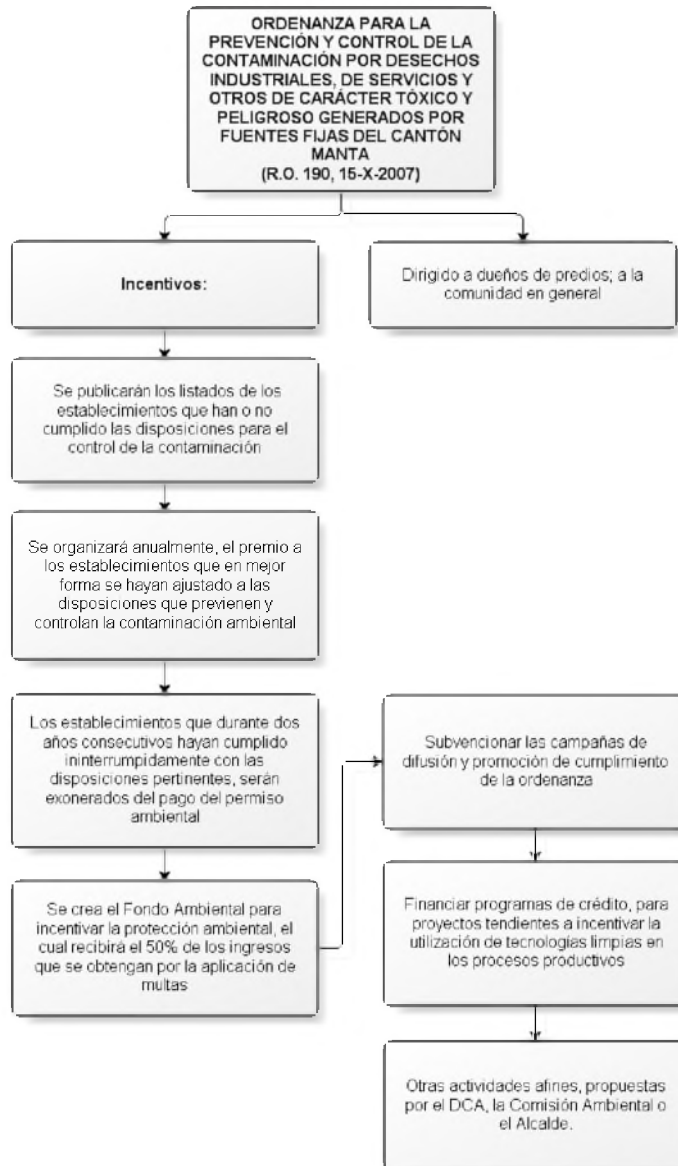 ORDENANZA PARA LA
PREVENCIÓN Y CONTROL DE LA
CONTAMINACIÓN POR DESECHOS
INDUSTRIALES, DE SERVICIOS Y
OTROS DE CARÁCTER TÓXICO Y
PELIGROSO GENERADOS POR
FUENTES FIJAS DEL CANTÓN
MANTA
(R.O. 190, 15-X-2007)
Incentivos:
Dirigido a dueños de predios; a la
comunidad en general
Se publicarán los listados de los
establecimientos que han o no
cumplido las disposiciones para el
control de la contaminación
Se organizará anualmente, el premio a
los establecimientos que en mejor
forma se hayan ajustado a las
disposiciones que previenen y
controlan la contaminación ambiental
Los establecimientos que durante dos
años consecutivos hayan cumplido
ininterrumpidamente con las
disposiciones pertinentes, serán
exonerados del pago del permiso
ambiental
Se crea el Fondo Ambiental para
incentivar la protección ambiental, el
cual recibirá el 50% de los ingresos
que se obtengan por la aplicación de
multas
Subvencionar las campañas de
difusión y promoción de cumplimiento
de la ordenanza
Financiar programas de crédito, para
proyectos tendientes a incentivar la
utilización de tecnologías limpias en
los procesos productivos
Otras actividades afines, propuestas
por el DCA, la Comisión Ambiental o
el Alcalde.